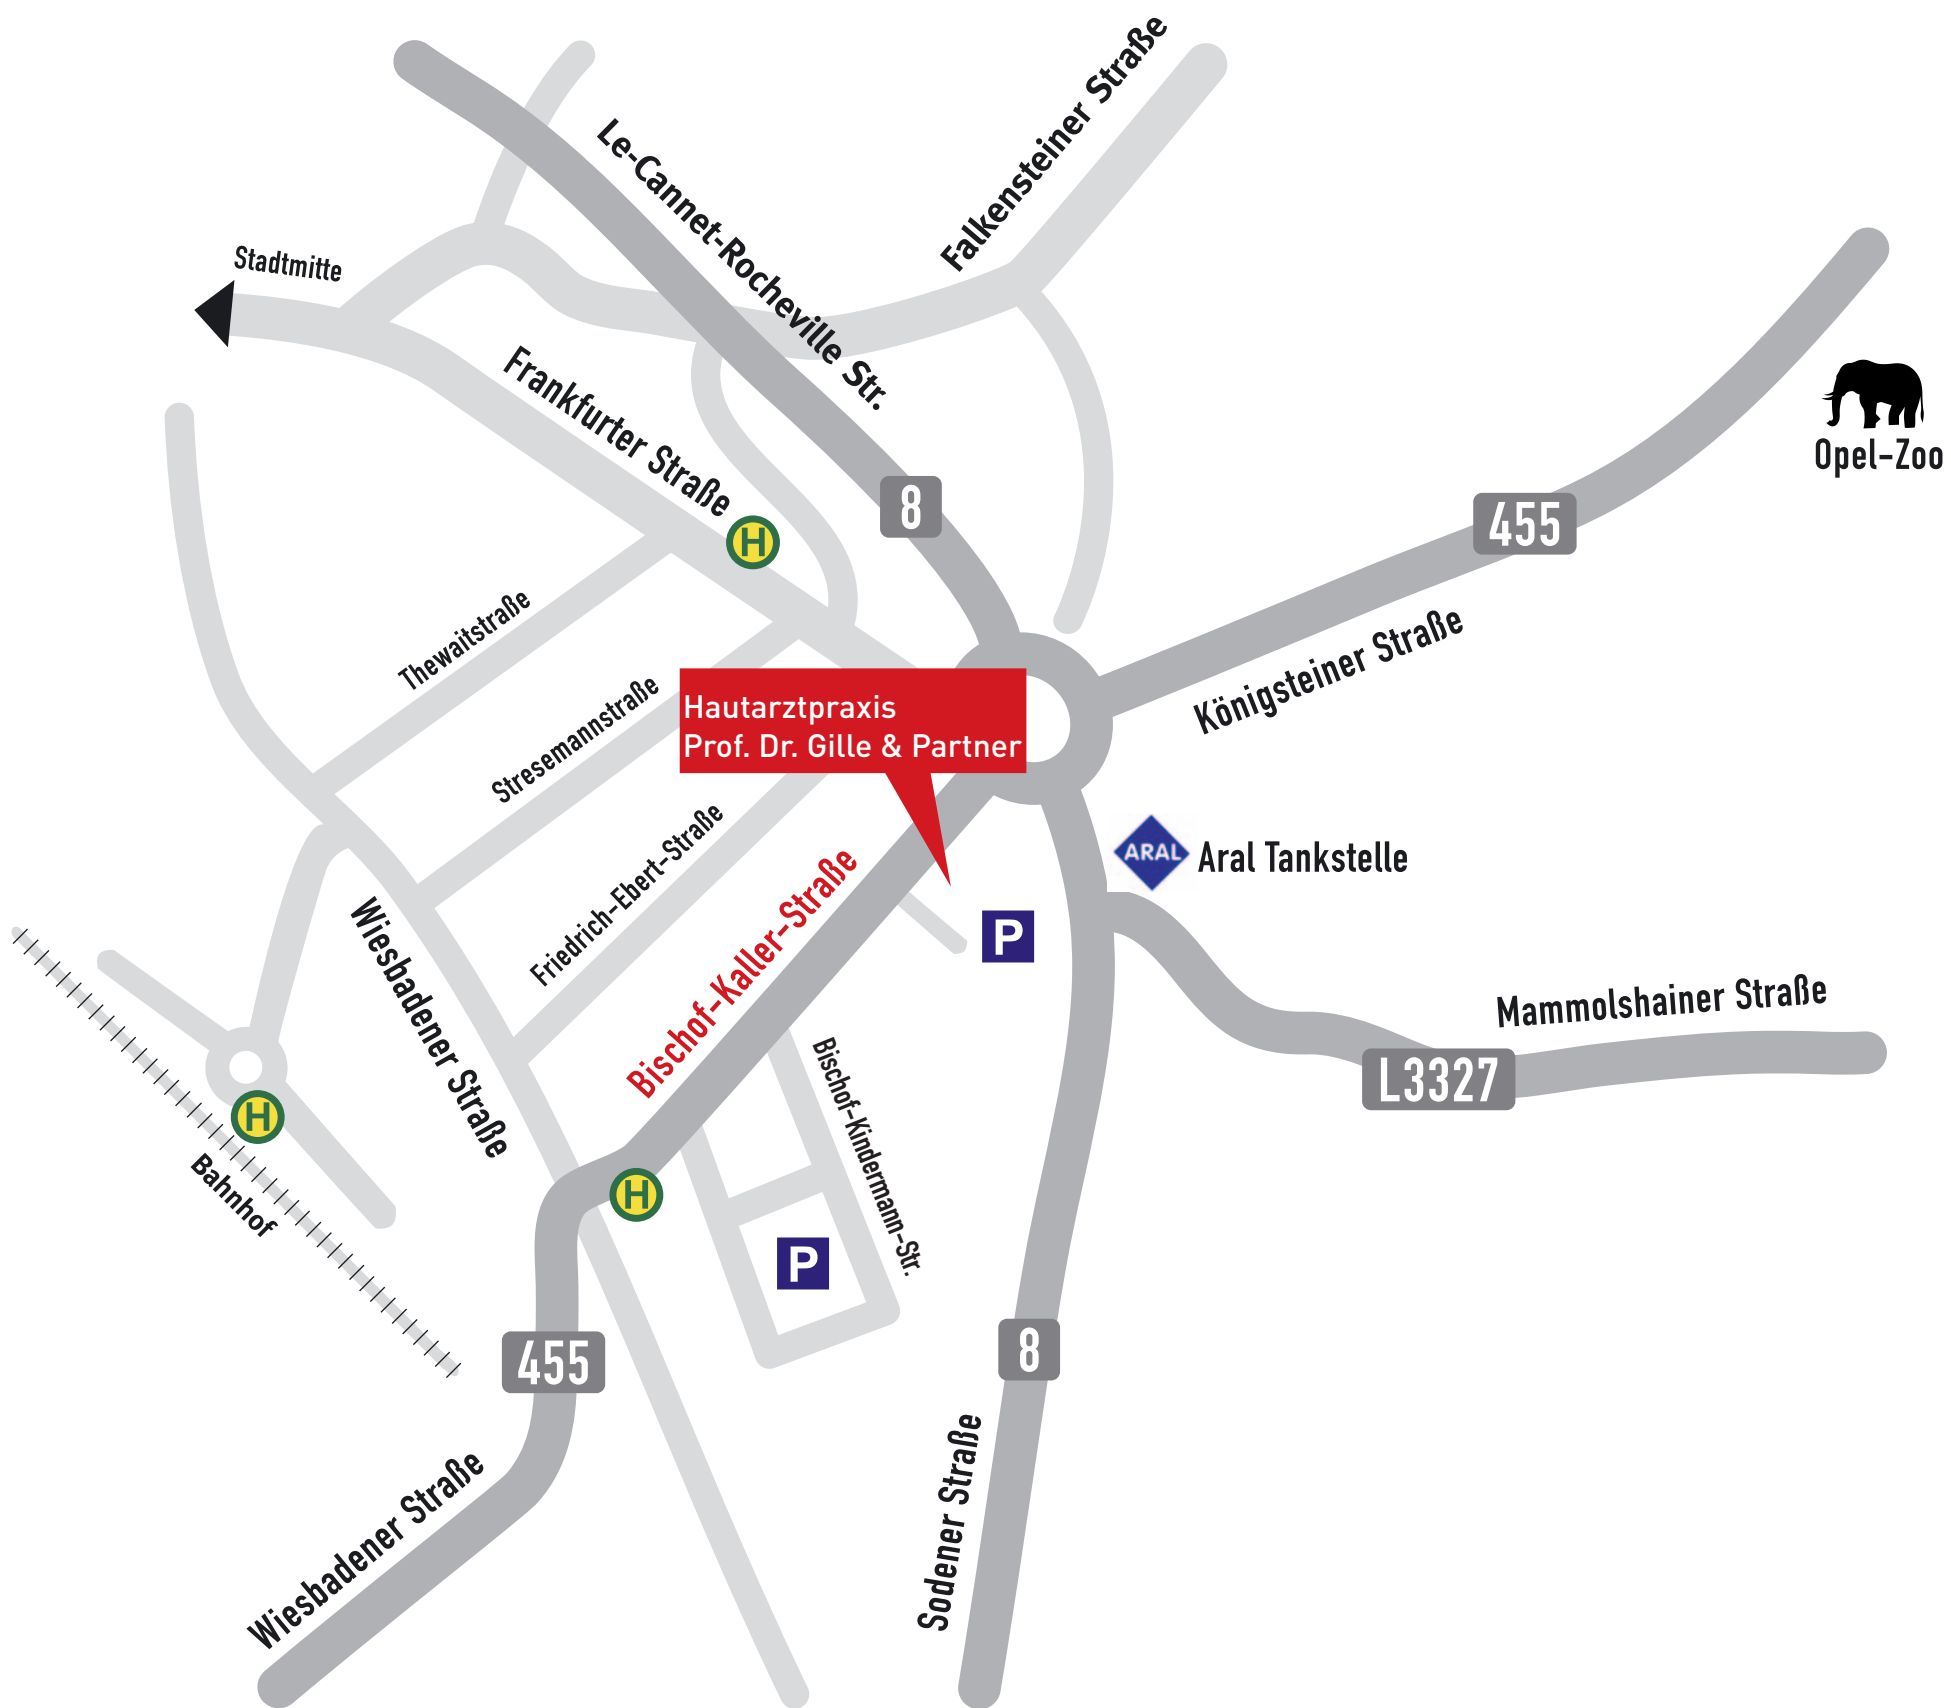 Le-Cannet-Rocheville Str.
Falkensteiner Straße
Stadtmitte
Frankfurter Straße
H
8
455
Opel-Zoo
Thewaitstraße
Königsteiner Straße
Stresemannstraße
Hautarztpraxis
Prof. Dr. Gille & Partner
Friedrich-Ebert-Straße
ARAL
Aral Tankstelle
Bischof-Kaller-Straße
P
Wiesbadener Straße
Mammolshainer Straße
L3327
Bischof-Kindermann-Str.
H
Bahnhof
H
P
455
8
Wiesbadener Straße
Sodener Straße